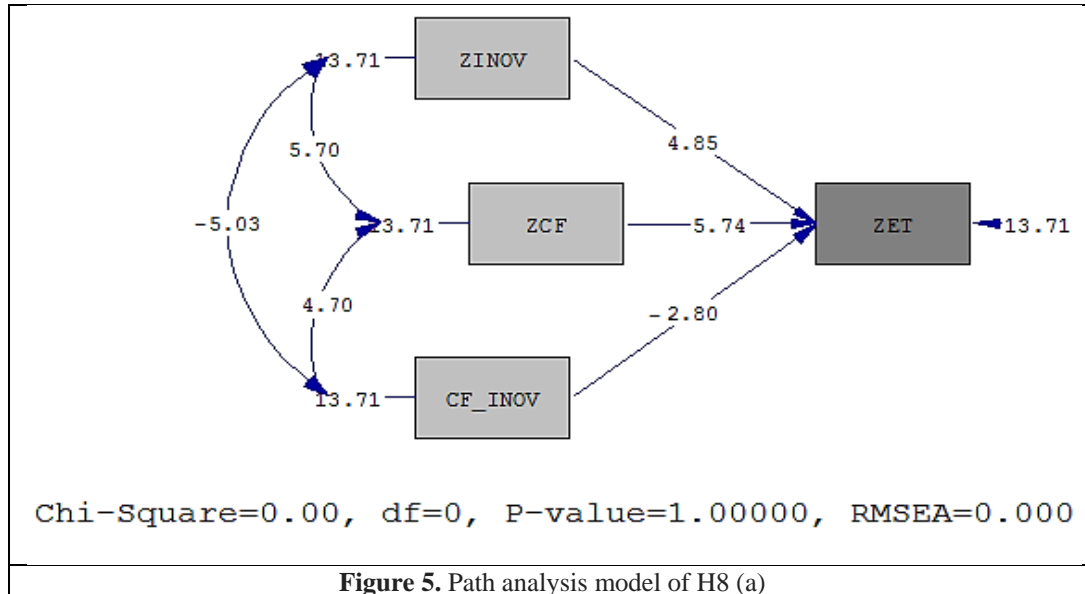 13.71 ZINOV
4.85
5.70
-5.03
13.71 ZCF
5.74
ZET
13.71
4.70
-2.80
13.71 CF_INOV
Chi-Square=0.00, df=0, P-value=1.00000, RMSEA=0.000
Figure 5. Path analysis model of H8 (a)